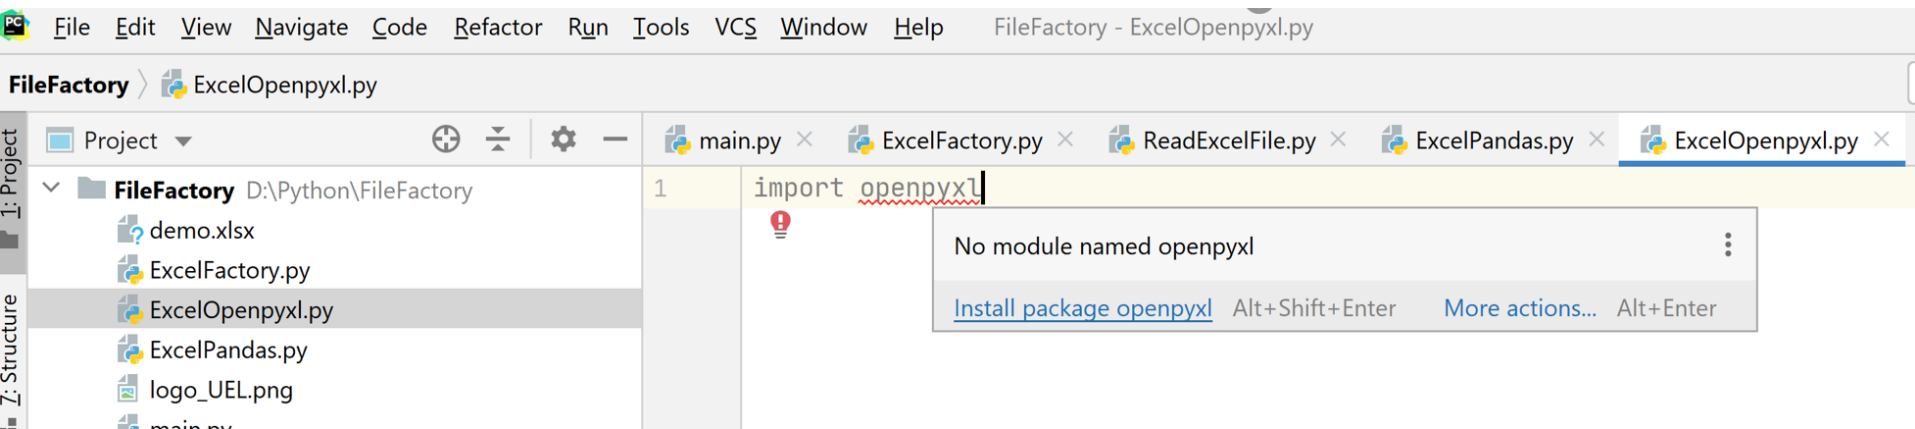 PC
File Edit View Navigate Code Refactor Run Tools VCS Window Help FileFactory - ExcelOpenpyxl.py
FileFactory ExcelOpenpyxl.py
1: Project
7: Structure
Project
main.py ExcelFactory.py ReadExcelFile.py ExcelPandas.py ExcelOpenpyxl.py
FileFactory D:\Python\FileFactory
demo.xlsx
ExcelFactory.py
ExcelOpenpyxl.py
ExcelPandas.py
logo_UEL.png
main.py
1 import openpyxl
No module named openpyxl
Install package openpyxl Alt+Shift+Enter More actions... Alt+Enter